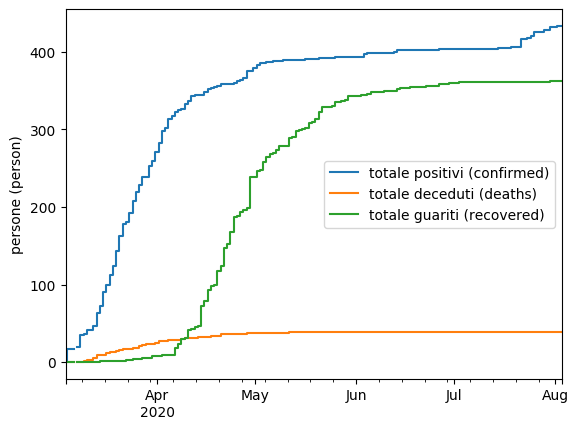 persone (person)
400
300
200
100
0
totale positivi (confirmed)
totale deceduti (deaths)
totale guariti (recovered)
Apr
2020
May
Jun
Jul
Aug